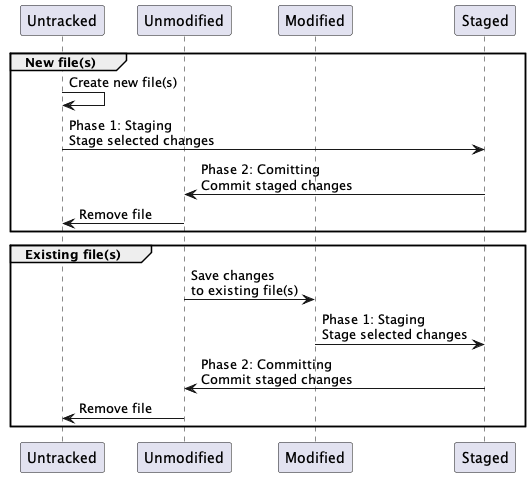 Untracked Unmodified Modified Staged
New file(s)
Create new file(s)
Phase 1: Staging
Stage selected changes
Phase 2: Comitting
Commit staged changes
Remove file
Existing file(s)
Save changes
to existing file(s)
Phase 1: Staging
Stage selected changes
Phase 2: Committing
Commit staged changes
Remove file
Untracked Unmodified Modified Staged